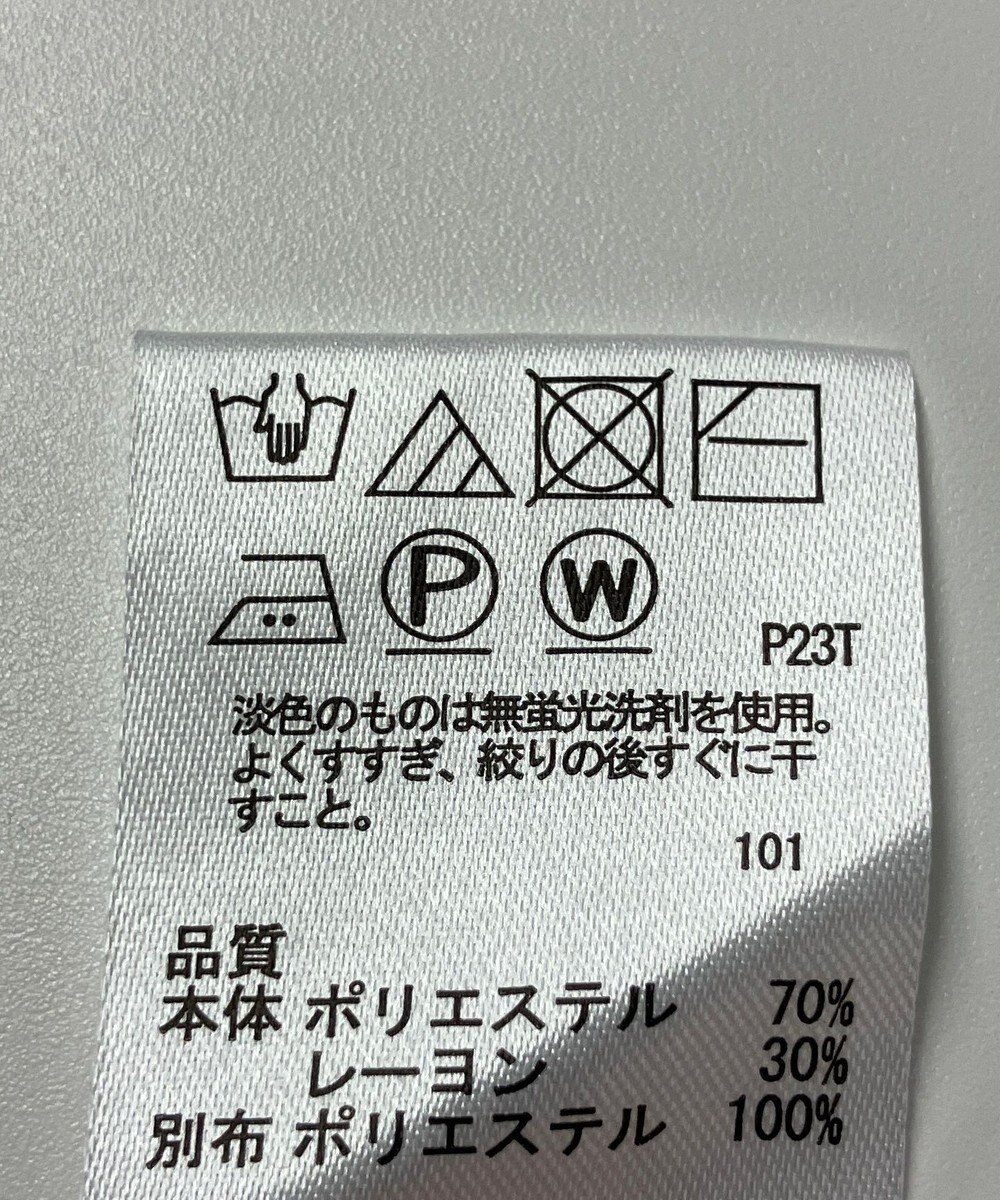 P W
P23T
淡色のものは無蛍光洗剤を使用。
よくすすぎ、絞りの後すぐに干
すこと。
101
品質
本体 ポリエステル 70%
レーヨン 30%
別布 ポリエステル 100%